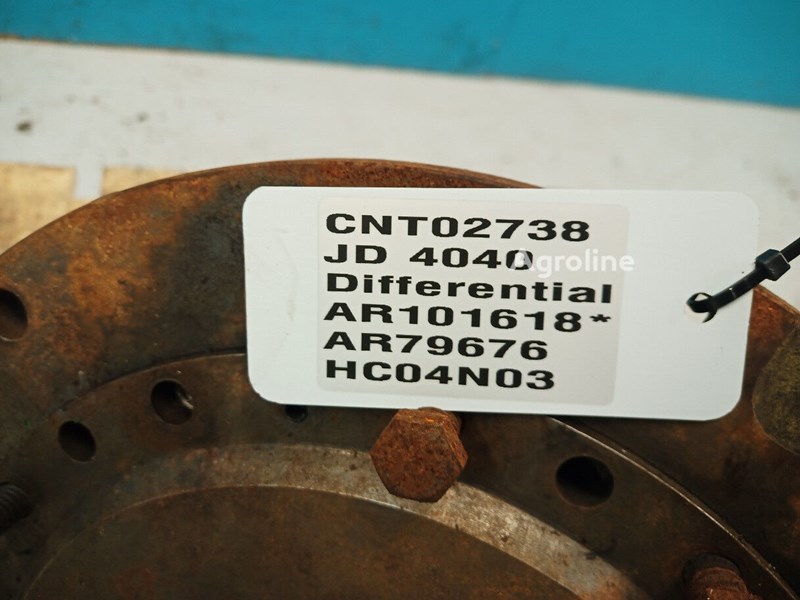 CNT02738
JD 4040
Agroline
Differential
AR101618*
AR79676
HC04N03